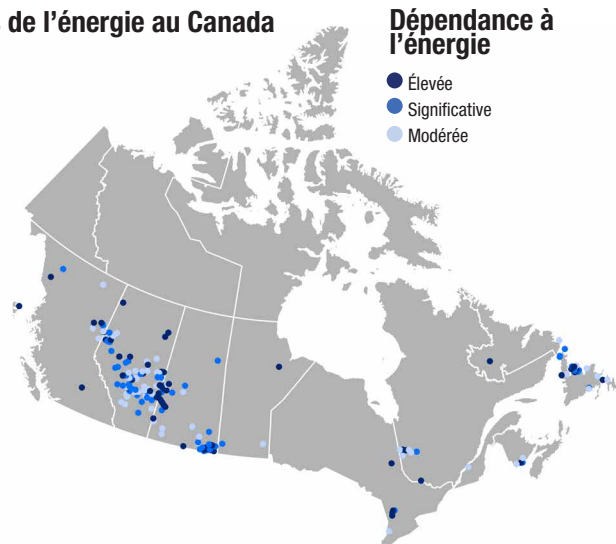 de l’énergie au Canada
Dépendance à
l’énergie
Élevée
Significative
Modérée